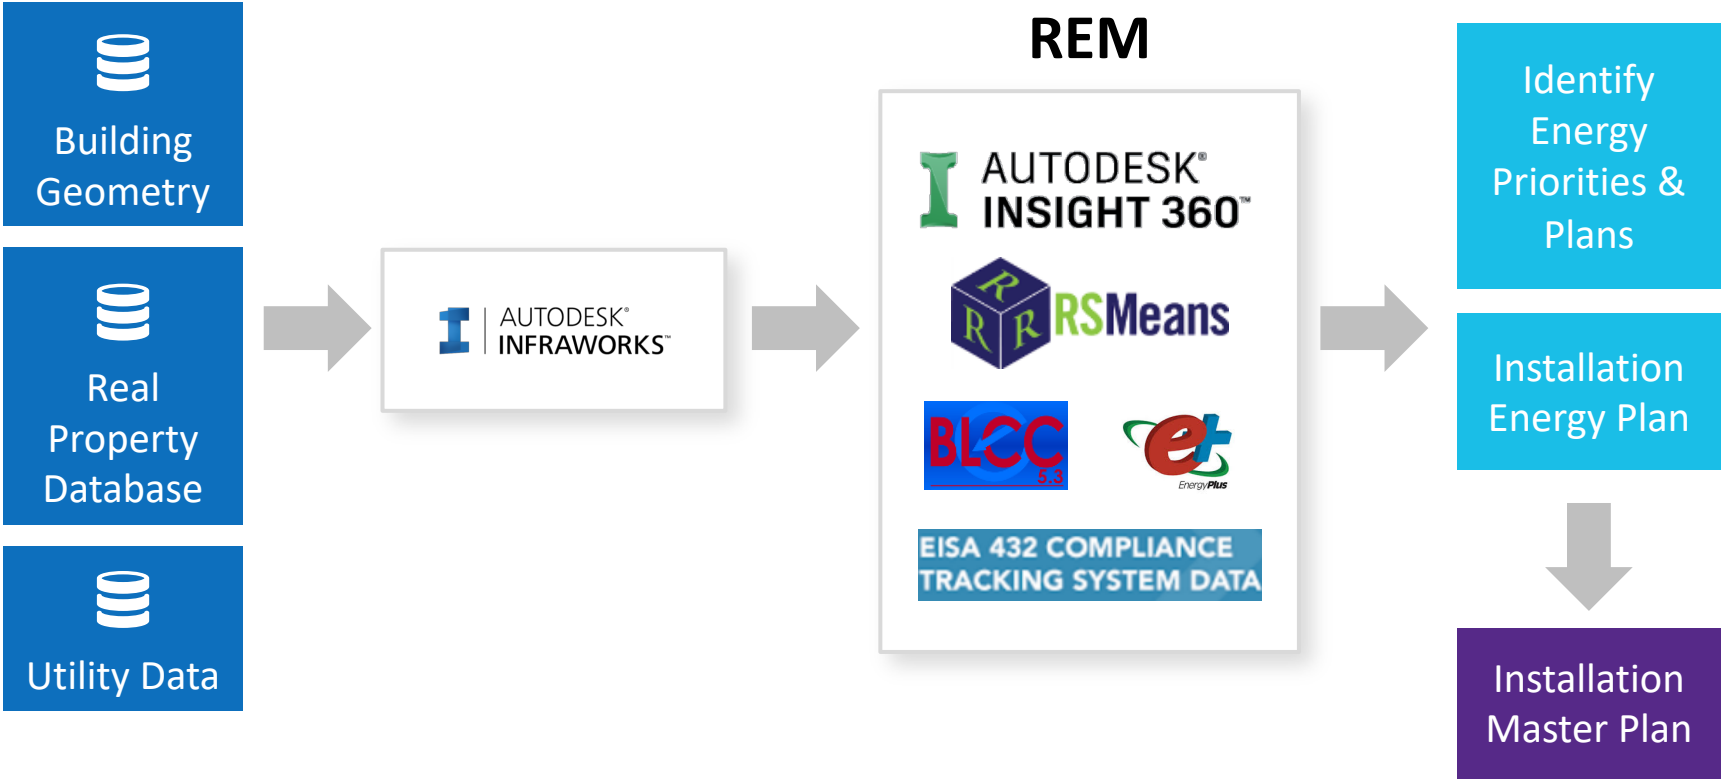 Building
Geometry
Real
Property
Database
Utility Data
AUTODESK®
INFRAWORKS™
REM
AUTODESK®
INSIGHT 360™
R
R
R
RSMeans
BLCC
5.3
e+
EnergyPlus
EISA 432 COMPLIANCE
TRACKING SYSTEM DATA
Identify
Energy
Priorities &
Plans
Installation
Energy Plan
Installation
Master Plan